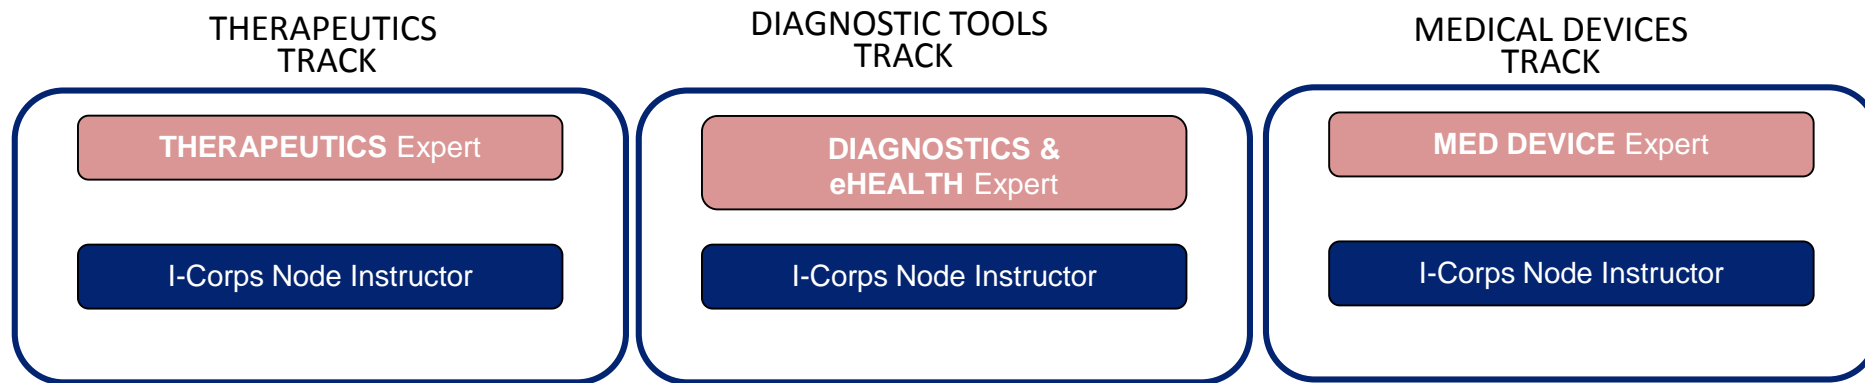 THERAPEUTICS
TRACK
THERAPEUTICS Expert
I-Corps Node Instructor
DIAGNOSTIC TOOLS
TRACK
DIAGNOSTICS &
eHEALTH Expert
I-Corps Node Instructor
MEDICAL DEVICES
TRACK
MED DEVICE Expert
I-Corps Node Instructor